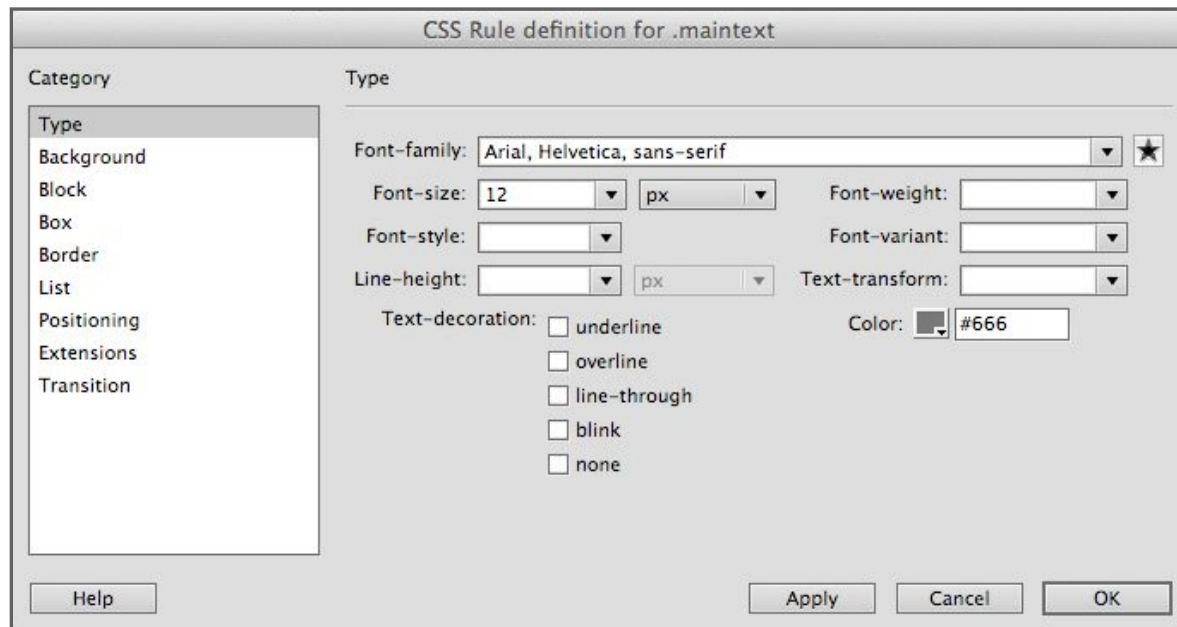 CSS Rule definition for .maintext
Category
Type
Type
Background
Block
Box
Border
List
Positioning
Extensions
Transition
Font-family: Arial, Helvetica, sans-serif
Font-size: 12 px Font-weight:
Font-style: Font-variant:
Line-height: px Text-transform:
Text-decoration: underline Color: #666
overline
line-through
blink
none
Help Apply Cancel OK